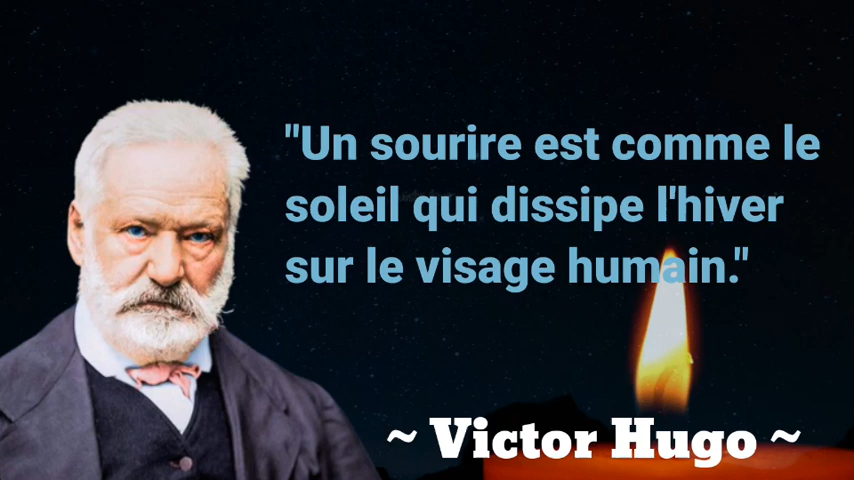 "Un sourire est comme le
soleil qui dissipe l'hiver
sur le visage humain."
~ Victor Hugo ~